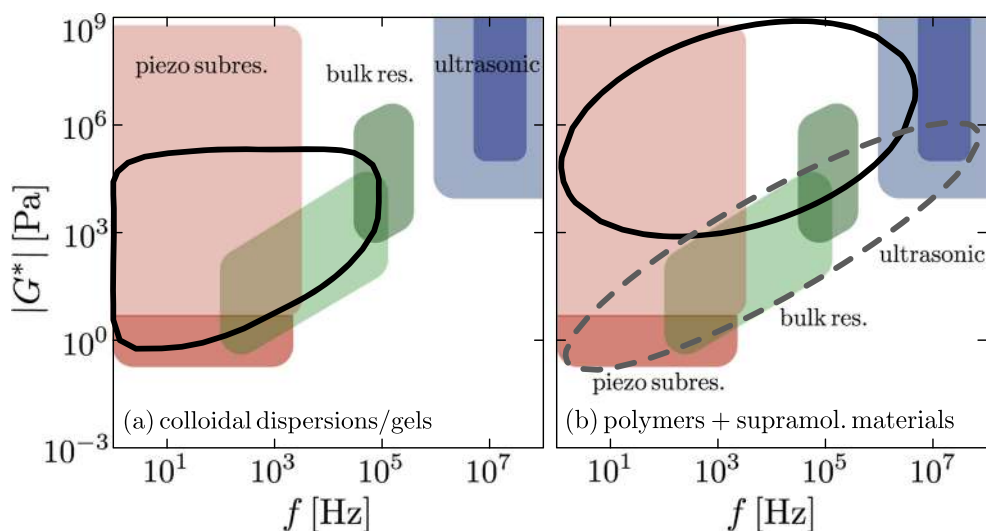 10^9
10^6
10^3
10^0
10^{-3}
|G^*| [Pa]
piezo subres.
bulk res.
ultrasonic
(a) colloidal dispersions/gels
10^1
10^3
10^5
10^7
f [Hz]
ultrasonic
bulk res.
piezo subres.
(b) polymers + supramol. materials
10^1
10^3
10^5
10^7
f [Hz]